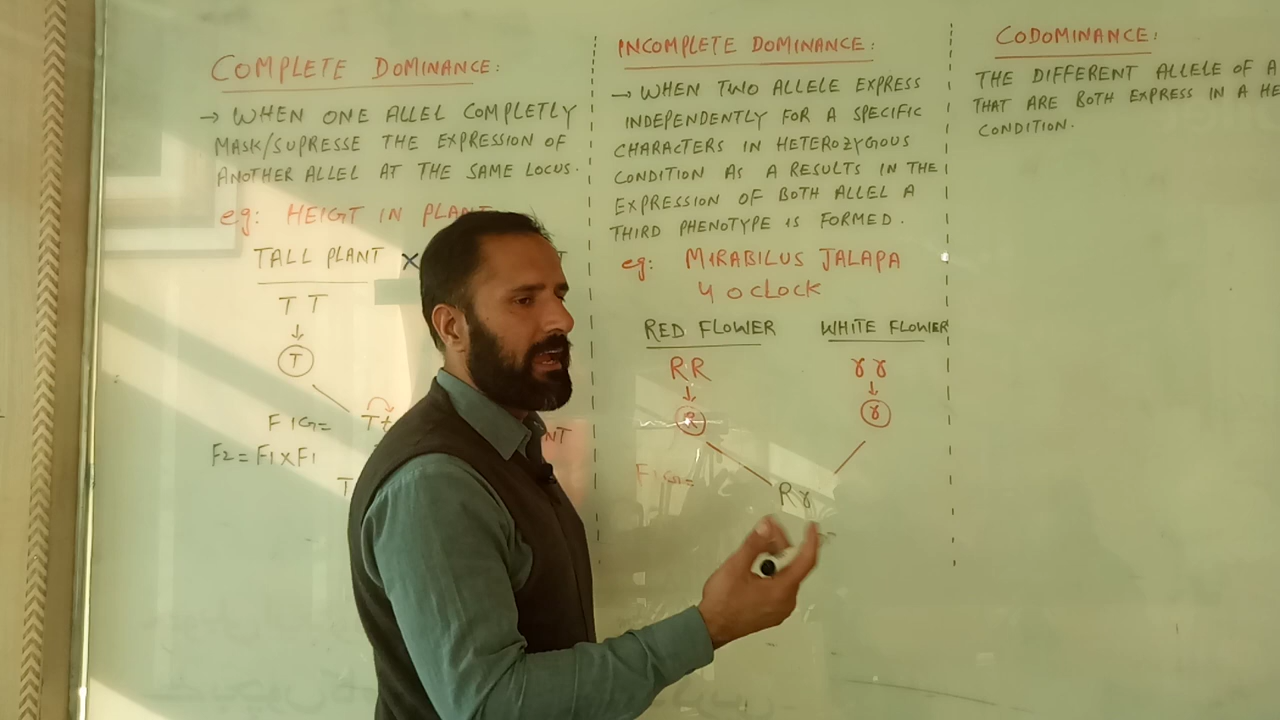 COMPLETE DOMINANCE:
→ WHEN ONE ALLEL COMPLETLY
MASK/SUPRESSE THE EXPRESSION OF
ANOTHER ALLEL AT THE SAME LOCUS.
eg: HEIGT IN PLANT
TALL PLANT ×
T T
↓
T
F1G= Tt
F2 = F1 × F1
T
INCOMPLETE DOMINANCE:
→ WHEN TWO ALLELE EXPRESS
INDEPENDENTLY FOR A SPECIFIC
CHARACTERS IN HETEROZYGOUS
CONDITION AS A RESULTS IN THE
EXPRESSION OF BOTH ALLEL A
THIRD PHENOTYPE IS FORMED.
eg: MIRABILUS JALAPA
4 O CLOCK
RED FLOWER WHITE FLOWER
RR rr
↓ ↓
R r
F1G=
Rr
CODOMINANCE:
THE DIFFERENT ALLELE OF A
THAT ARE BOTH EXPRESS IN A HE
CONDITION.